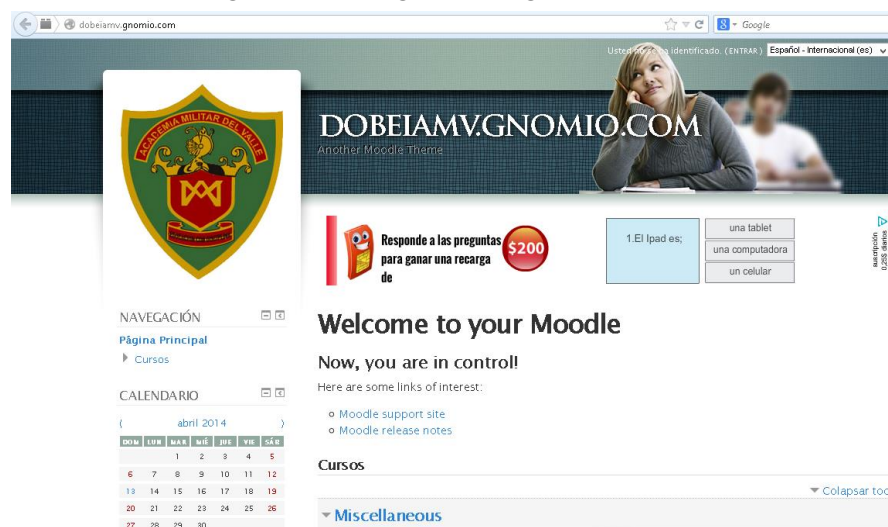 dobeiamv.gnomio.com
Google
Usted no se ha identificado. (ENTRAR) Español - Internacional (es)
ACADEMIA MILITAR DEL VALLE
DOBEIAMV.GNOMIO.COM
Another Moodle Theme
Responde a las preguntas
para ganar una recarga
de
$200
1.El Ipad es;
una tablet
una computadora
un celular
suscripción
0,25$ diarios
NAVEGACIÓN
Página Principal
Cursos
CALENDARIO
abril 2014
DOM LUN MAR MIÉ JUE VIE SÁB
1 2 3 4 5
6 7 8 9 10 11 12
13 14 15 16 17 18 19
20 21 22 23 24 25 26
27 28 29 30
Welcome to your Moodle
Now, you are in control!
Here are some links of interest:
Moodle support site
Moodle release notes
Cursos
Colapsar tod
Miscellaneous